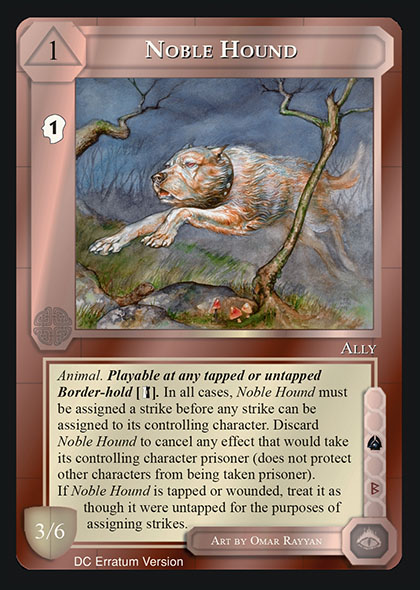 1
NOBLE HOUND
1
ALLY
Animal. Playable at any tapped or untapped
Border-hold [ ]. In all cases, Noble Hound must
be assigned a strike before any strike can be
assigned to its controlling character. Discard
Noble Hound to cancel any effect that would take
its controlling character prisoner (does not protect
other characters from being taken prisoner).
If Noble Hound is tapped or wounded, treat it as
though it were untapped for the purposes of
assigning strikes.
3/6
ART BY OMAR RAYYAN
DC Erratum Version